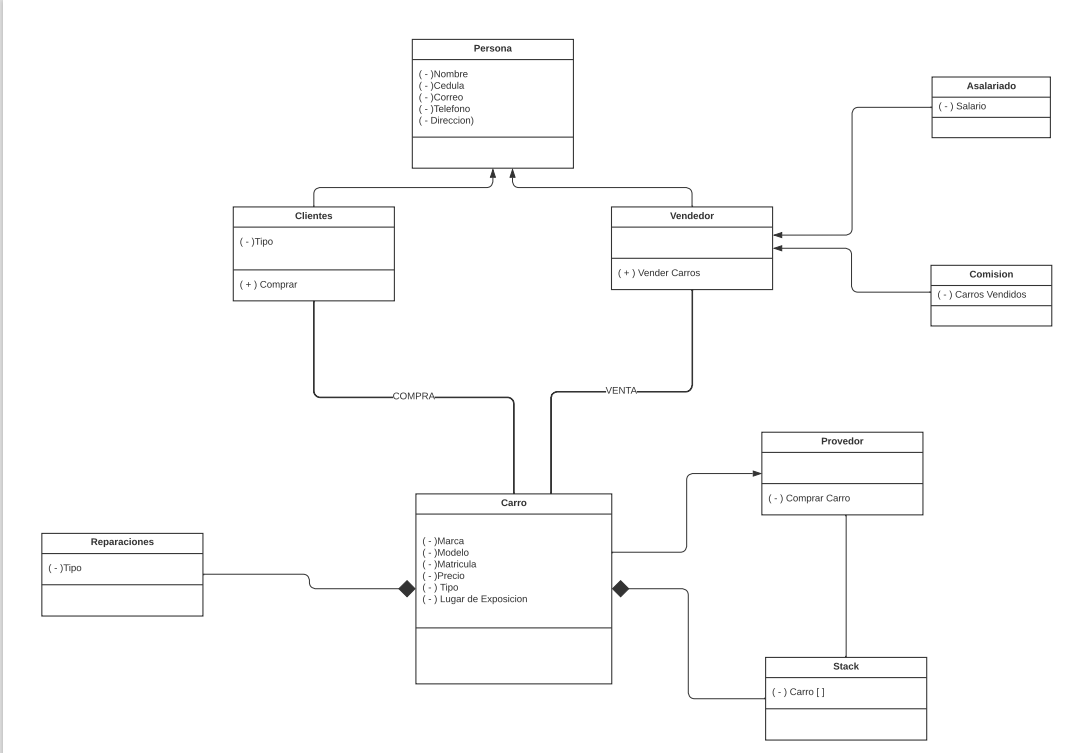 Persona
( - )Nombre
( - )Cedula
( - )Correo
( - )Telefono
( - Direccion)
Asalariado
( - ) Salario
Clientes
( - )Tipo
( + ) Comprar
Vendedor
( + ) Vender Carros
Comision
( - ) Carros Vendidos
COMPRA
VENTA
Provedor
( - ) Comprar Carro
Carro
( - )Marca
( - )Modelo
( - )Matricula
( - )Precio
( - ) Tipo
( - ) Lugar de Exposicion
Reparaciones
( - )Tipo
Stack
( - ) Carro [ ]